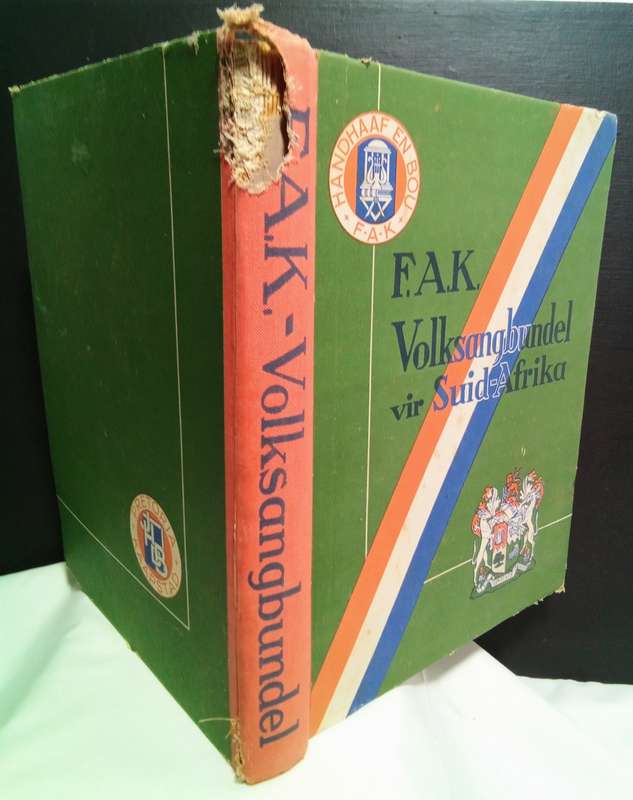 F.A.K.-Volksangbundel
HANDHAAF EN BOU
F·A·K
F.A.K.
Volksangbundel
vir Suid-Afrika